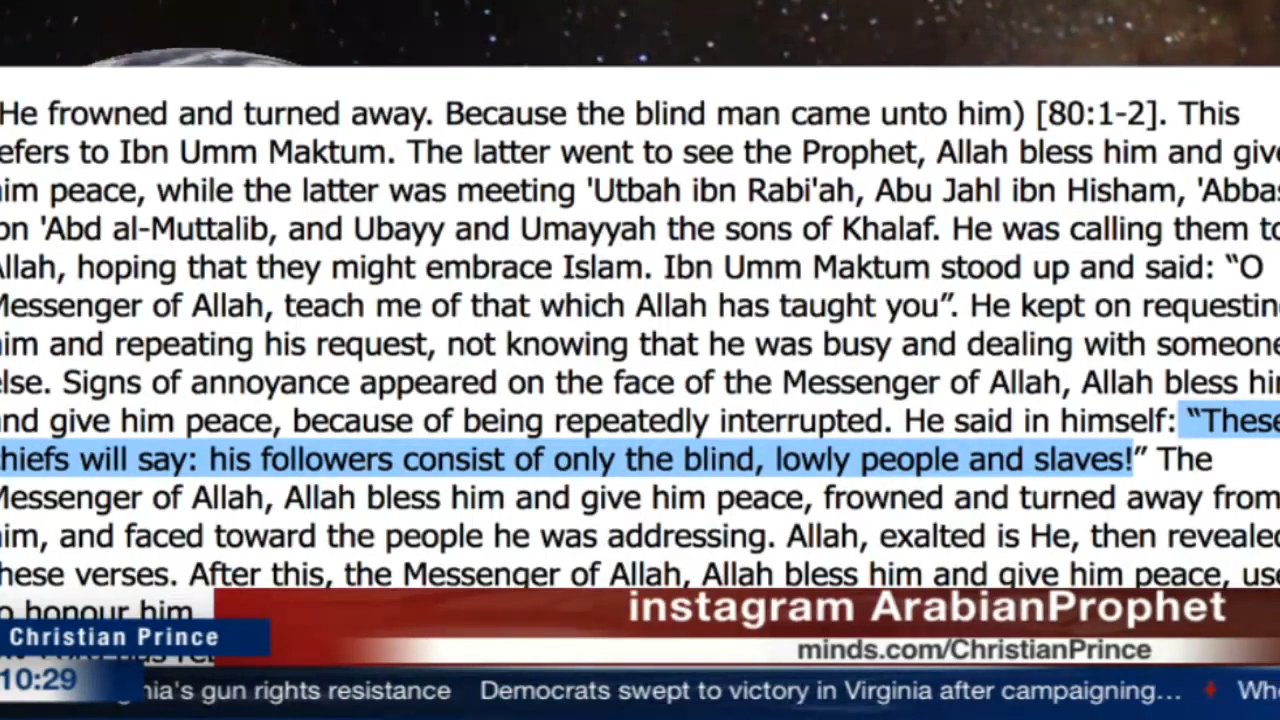 He frowned and turned away. Because the blind man came unto him) [80:1-2]. This
efers to Ibn Umm Maktum. The latter went to see the Prophet, Allah bless him and give
im peace, while the latter was meeting 'Utbah ibn Rabi'ah, Abu Jahl ibn Hisham, 'Abbas
bn 'Abd al-Muttalib, and Ubayy and Umayyah the sons of Khalaf. He was calling them to
Allah, hoping that they might embrace Islam. Ibn Umm Maktum stood up and said: “O
Messenger of Allah, teach me of that which Allah has taught you”. He kept on requesting
im and repeating his request, not knowing that he was busy and dealing with someone
else. Signs of annoyance appeared on the face of the Messenger of Allah, Allah bless him
and give him peace, because of being repeatedly interrupted. He said in himself: “These
chiefs will say: his followers consist of only the blind, lowly people and slaves!” The
Messenger of Allah, Allah bless him and give him peace, frowned and turned away from
him, and faced toward the people he was addressing. Allah, exalted is He, then revealed
these verses. After this, the Messenger of Allah, Allah bless him and give him peace, use
to honour him
instagram ArabianProphet
Christian Prince
minds.com/ChristianPrince
10:29
nia's gun rights resistance Democrats swept to victory in Virginia after campaigning... Wh